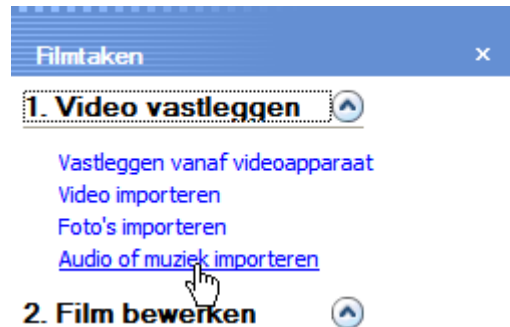 Filmtaken
1. Video vastleggen
Vastleggen vanaf videoapparaat
Video importeren
Foto's importeren
Audio of muziek importeren
2. Film bewerken